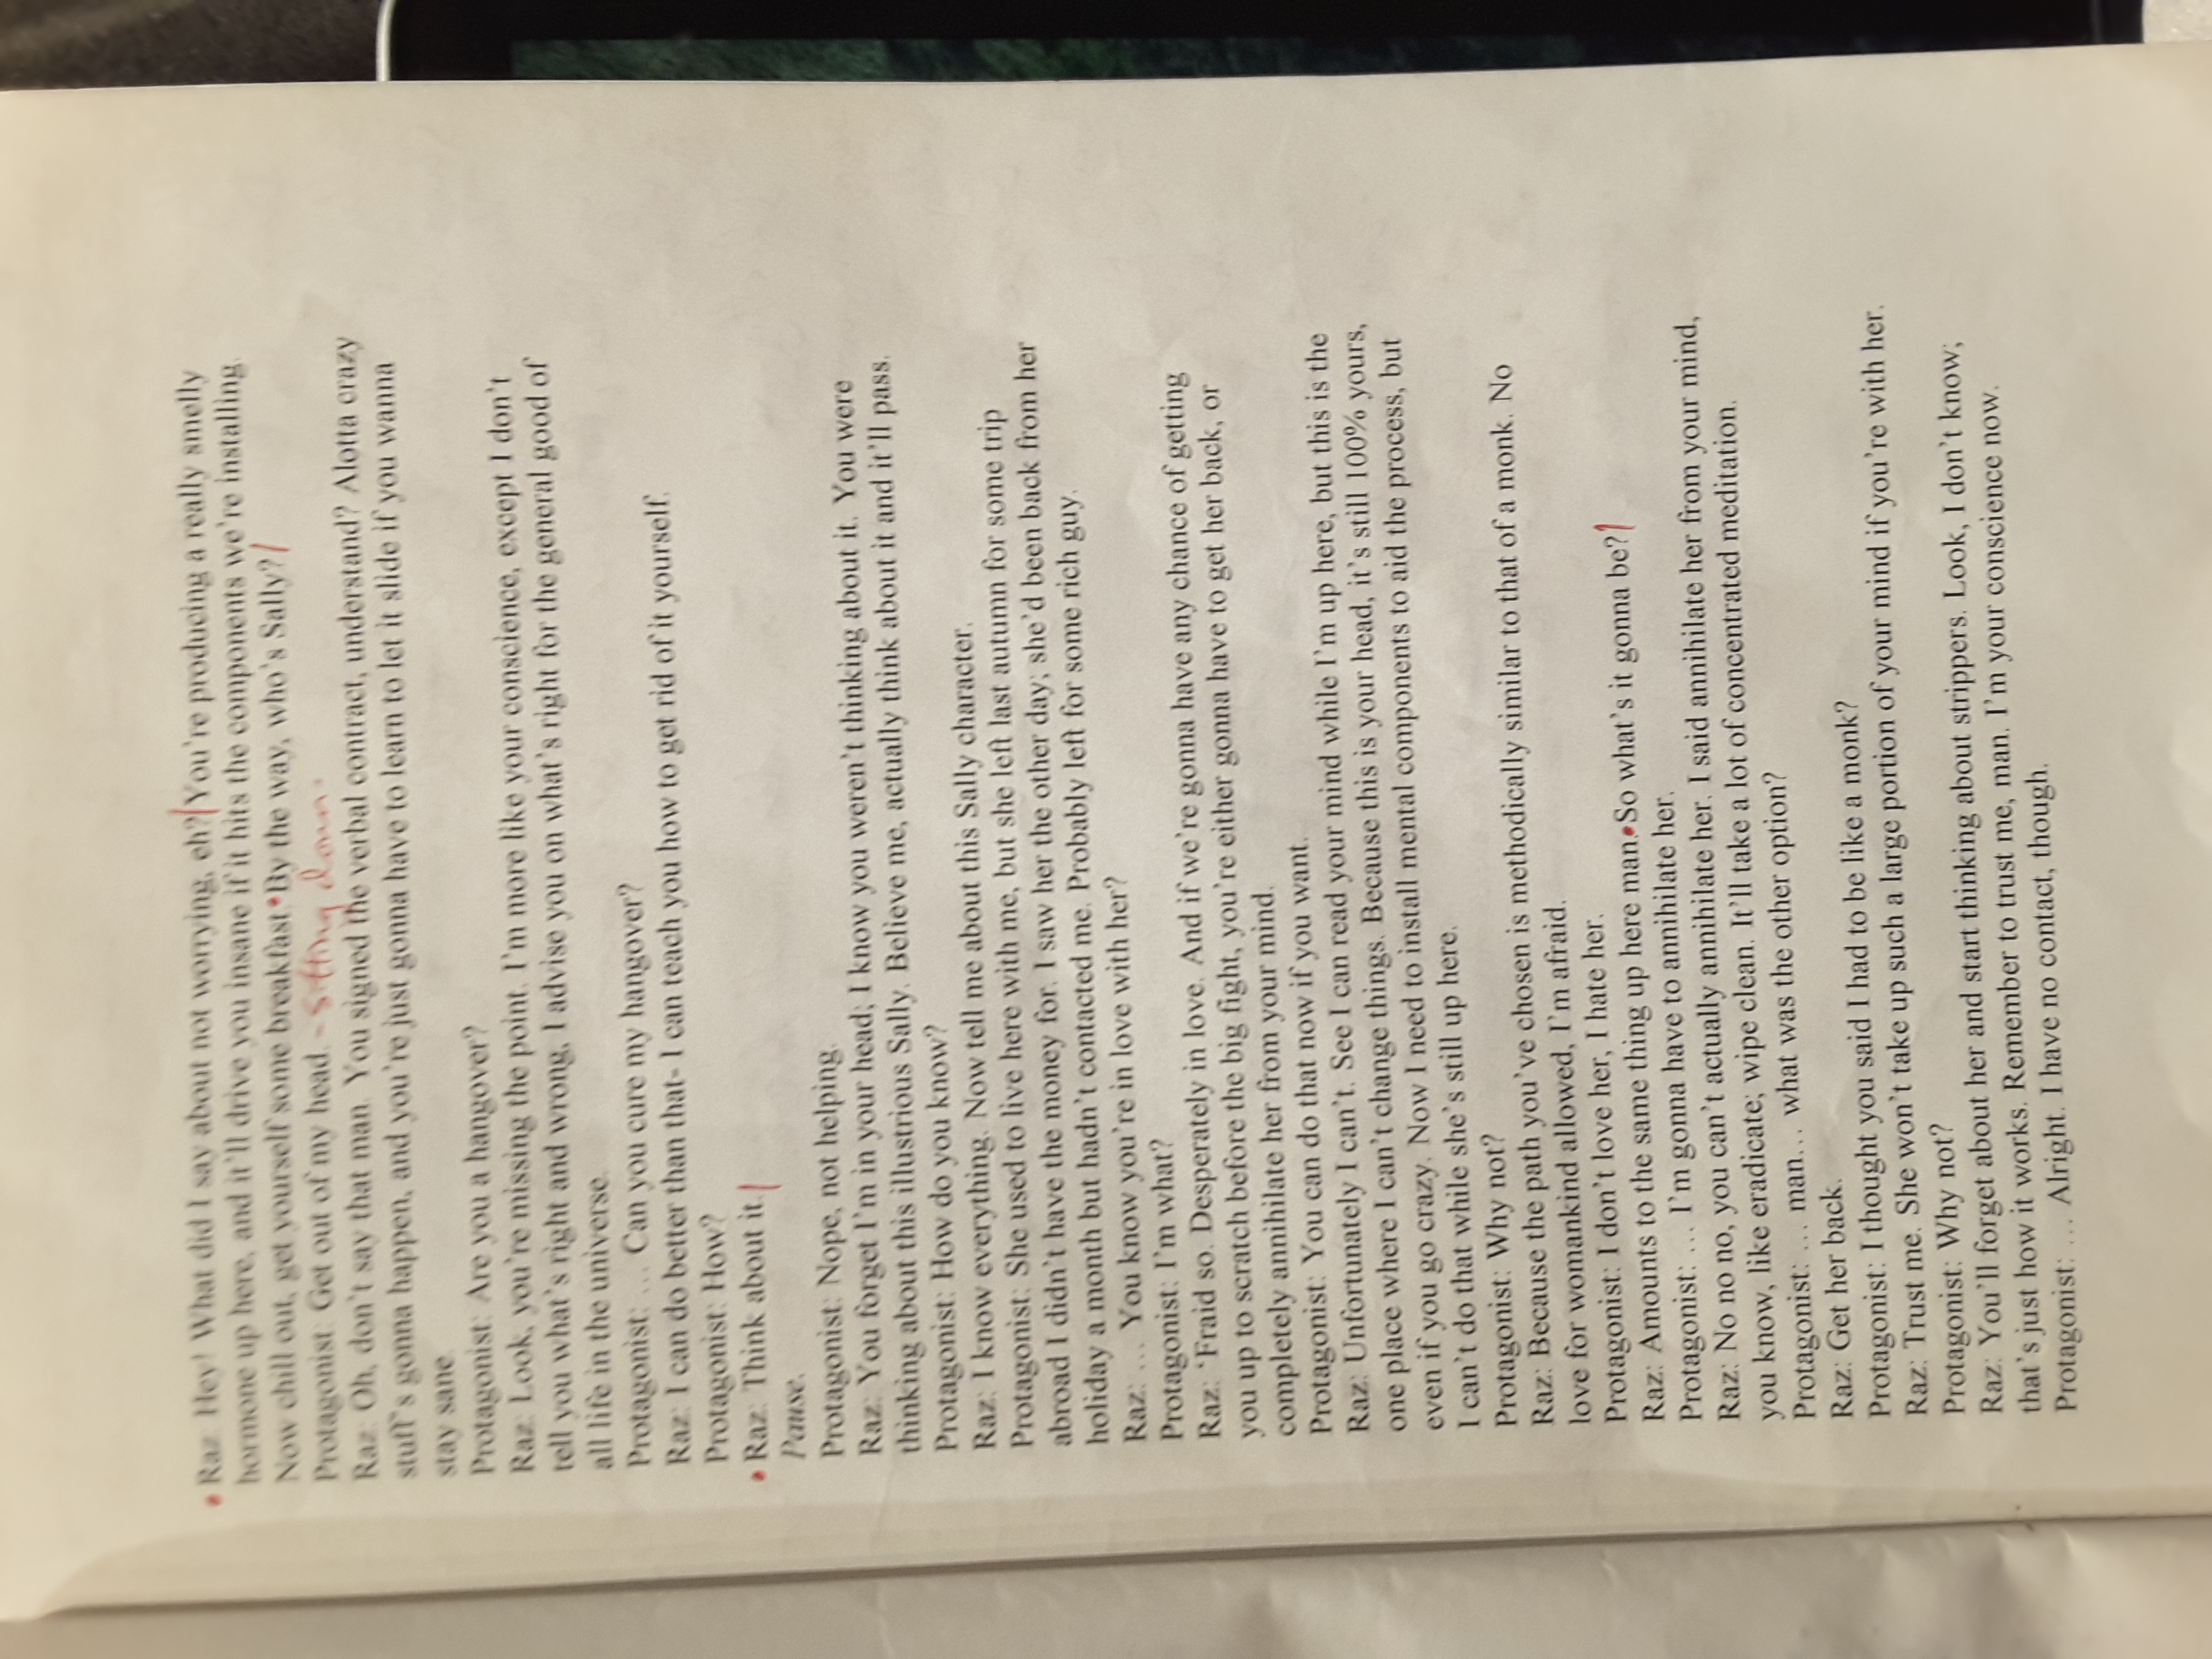 Raz: Hey! What did I say about not worrying, eh? You're producing a really smelly
hormone up here, and it'll drive you insane if it hits the components we're installing.
Now chill out, get yourself some breakfast. By the way, who's Sally?
Protagonist: Get out of my head. - Sitting down.
Raz: Oh, don't say that man. You signed the verbal contract, understand? Alotta crazy
stuff's gonna happen, and you're just gonna have to learn to let it slide if you wanna
stay sane.
Protagonist: Are you a hangover?
Raz: Look, you're missing the point. I'm more like your conscience, except I don't
tell you what's right and wrong, I advise you on what's right for the general good of
all life in the universe.
Protagonist: ... Can you cure my hangover?
Raz: I can do better than that- I can teach you how to get rid of it yourself.
Protagonist: How?
Raz: Think about it.
Pause.
Protagonist: Nope, not helping.
Raz: You forget I'm in your head; I know you weren't thinking about it. You were
thinking about this illustrious Sally. Believe me, actually think about it and it'll pass.
Protagonist: How do you know?
Raz: I know everything. Now tell me about this Sally character.
Protagonist: She used to live here with me, but she left last autumn for some trip
abroad I didn't have the money for. I saw her the other day; she'd been back from her
holiday a month but hadn't contacted me. Probably left for some rich guy.
Raz: ... You know you're in love with her?
Protagonist: I'm what?
Raz: 'Fraid so. Desperately in love. And if we're gonna have any chance of getting
you up to scratch before the big fight, you're either gonna have to get her back, or
completely annihilate her from your mind.
Protagonist: You can do that now if you want.
Raz: Unfortunately I can't. See I can read your mind while I'm up here, but this is the
one place where I can't change things. Because this is your head, it's still 100% yours,
even if you go crazy. Now I need to install mental components to aid the process, but
I can't do that while she's still up here.
Protagonist: Why not?
Raz: Because the path you've chosen is methodically similar to that of a monk. No
love for womankind allowed, I'm afraid.
Protagonist: I don't love her, I hate her.
Raz: Amounts to the same thing up here man. So what's it gonna be?
Protagonist: ... I'm gonna have to annihilate her.
Raz: No no no, you can't actually annihilate her. I said annihilate her from your mind,
you know, like eradicate; wipe clean. It'll take a lot of concentrated meditation.
Protagonist: ... man... what was the other option?
Raz: Get her back.
Protagonist: I thought you said I had to be like a monk?
Raz: Trust me. She won't take up such a large portion of your mind if you're with her.
Protagonist: Why not?
Raz: You'll forget about her and start thinking about strippers. Look, I don't know;
that's just how it works. Remember to trust me, man. I'm your conscience now.
Protagonist: ... Alright. I have no contact, though.